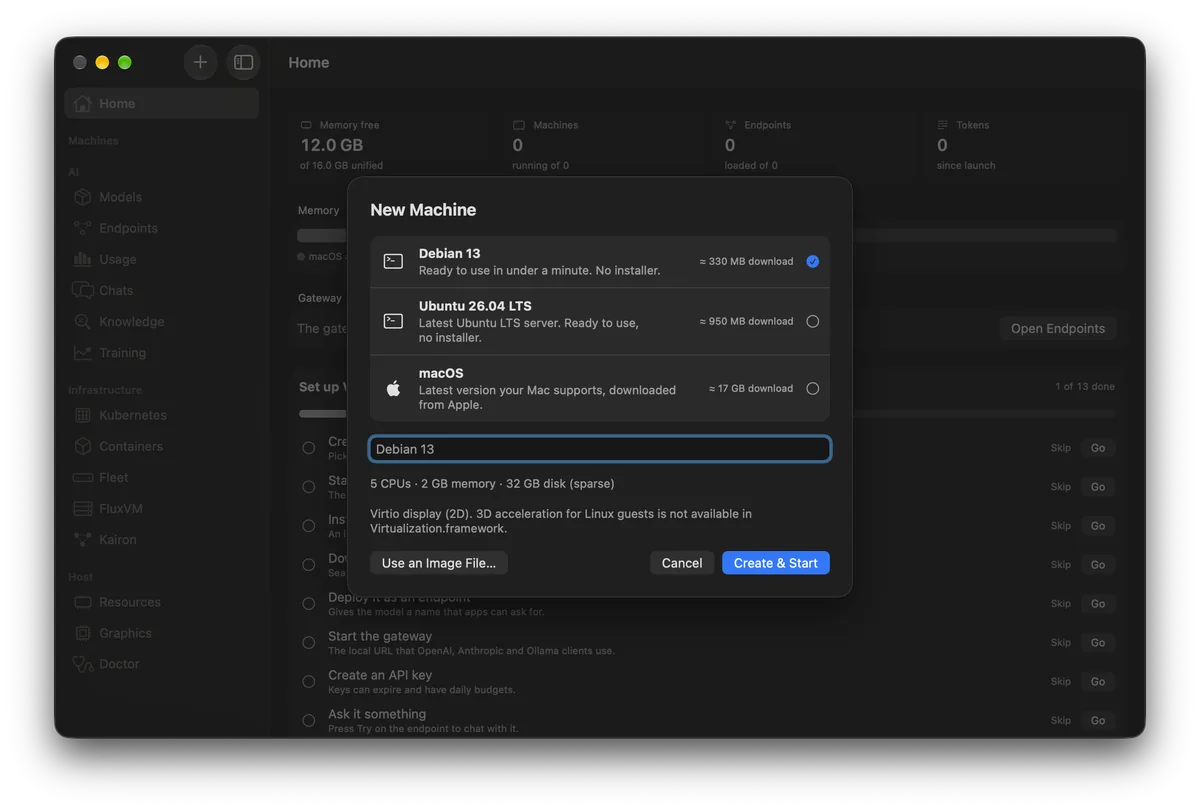 Home
Home
Machines
AI
Models
Endpoints
Usage
Chats
Knowledge
Training
Infrastructure
Kubernetes
Containers
Fleet
FluxVM
Kairon
Host
Resources
Graphics
Doctor
Memory free
12.0 GB
of 16.0 GB unified
Machines
0
running of 0
Endpoints
0
loaded of 0
Tokens
0
since launch
Memory
macOS
Gateway
The gate
Open Endpoints
Set up
1 of 13 done
New Machine
Debian 13
Ready to use in under a minute. No installer.
≈ 330 MB download
Ubuntu 26.04 LTS
Latest Ubuntu LTS server. Ready to use,
no installer.
≈ 950 MB download
macOS
Latest version your Mac supports, downloaded
from Apple.
≈ 17 GB download
Debian 13
5 CPUs · 2 GB memory · 32 GB disk (sparse)
Virtio display (2D). 3D acceleration for Linux guests is not available in
Virtualization.framework.
Use an Image File...
Cancel
Create & Start
Skip Go
Skip Go
Skip Go
Skip Go
Deploy it as an endpoint
Gives the model a name that apps can ask for.
Skip Go
Start the gateway
The local URL that OpenAI, Anthropic and Ollama clients use.
Skip Go
Create an API key
Keys can expire and have daily budgets.
Skip Go
Ask it something
Press Try on the endpoint to chat with it.
Skip Go